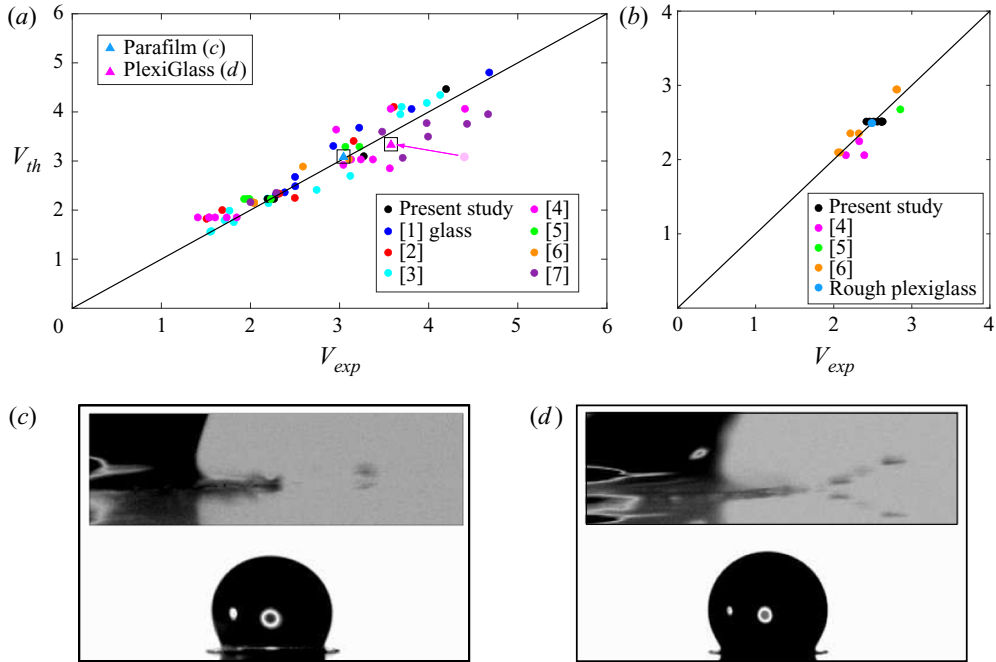 (a)
6
5
4
3
2
1
0
V_th
Parafilm (c)
PlexiGlass (d)
Present study
[1] glass
[2]
[3]
[4]
[5]
[6]
[7]
1
2
3
4
5
6
V_exp
(b)
4
3
2
1
Present study
[4]
[5]
[6]
Rough plexiglass
0
1
2
3
4
V_exp
(c)
(d)